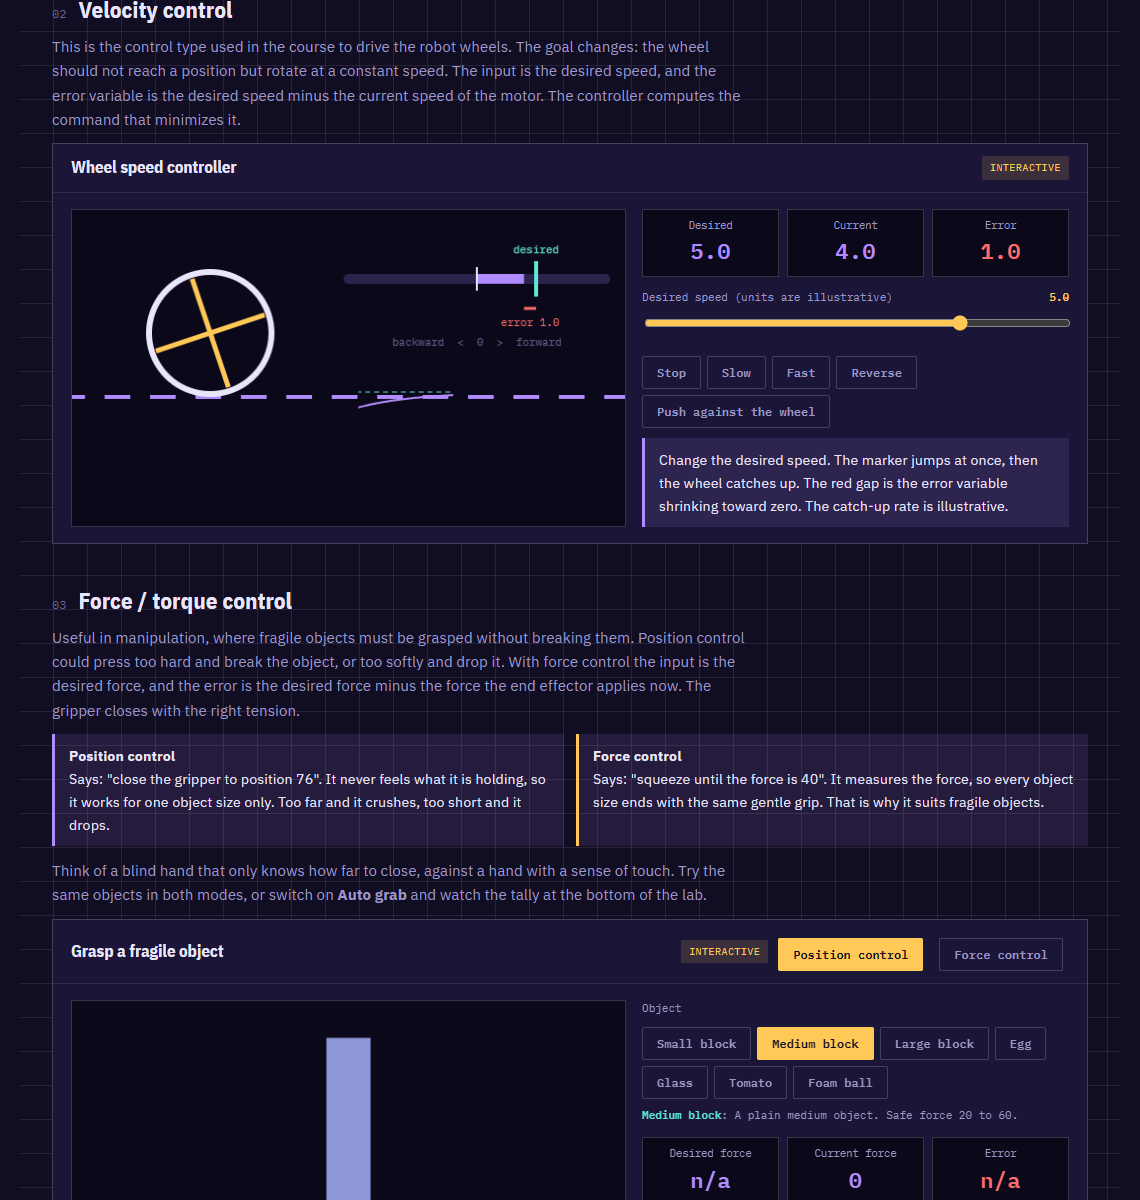 02 Velocity control
This is the control type used in the course to drive the robot wheels. The goal changes: the wheel
should not reach a position but rotate at a constant speed. The input is the desired speed, and the
error variable is the desired speed minus the current speed of the motor. The controller computes the
command that minimizes it.
Wheel speed controller
INTERACTIVE
desired
error 1.0
backward < 0 > forward
Desired Current Error
5.0 4.0 1.0
Desired speed (units are illustrative) 5.0
Stop Slow Fast Reverse
Push against the wheel
Change the desired speed. The marker jumps at once, then
the wheel catches up. The red gap is the error variable
shrinking toward zero. The catch-up rate is illustrative.
03 Force / torque control
Useful in manipulation, where fragile objects must be grasped without breaking them. Position control
could press too hard and break the object, or too softly and drop it. With force control the input is the
desired force, and the error is the desired force minus the force the end effector applies now. The
gripper closes with the right tension.
Position control
Says: "close the gripper to position 76". It never feels what it is holding, so
it works for one object size only. Too far and it crushes, too short and it
drops.
Force control
Says: "squeeze until the force is 40". It measures the force, so every object
size ends with the same gentle grip. That is why it suits fragile objects.
Think of a blind hand that only knows how far to close, against a hand with a sense of touch. Try the
same objects in both modes, or switch on Auto grab and watch the tally at the bottom of the lab.
Grasp a fragile object
INTERACTIVE Position control Force control
Object
Small block Medium block Large block Egg
Glass Tomato Foam ball
Medium block: A plain medium object. Safe force 20 to 60.
Desired force Current force Error
n/a 0 n/a